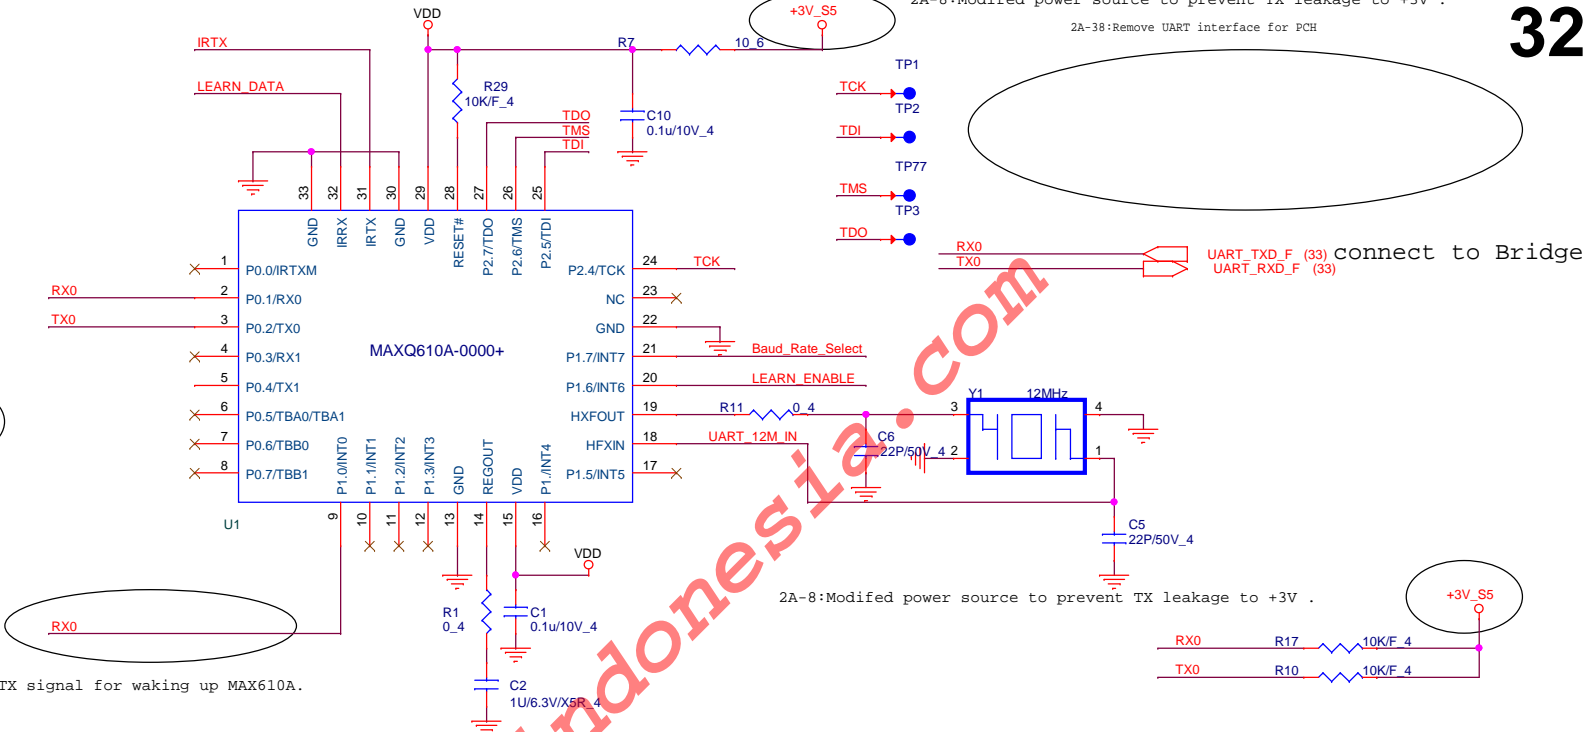 2A-8:Modifed power source to prevent TX leakage to +3V .
32
2A-38:Remove UART interface for PCH
VDD
+3V_S5
IRTX
R7
10_6
LEARN_DATA
R29
10K/F_4
C10
0.1u/10V_4
TDO
TMS
TDI
TP1
TCK
TP2
TDI
TP77
TMS
TP3
TDO
33
32
31
30
29
28
27
26
25
GND
IRRX
IRTX
GND
VDD
RESET#
P2.7/TDO
P2.6/TMS
P2.5/TDI
RX0
TX0
UART_TXD_F (33)
UART_RXD_F (33)
connect to Bridge
1 P0.0/IRTXM
RX0 2 P0.1/RX0
TX0 3 P0.2/TX0
4 P0.3/RX1
5 P0.4/TX1
6 P0.5/TBA0/TBA1
7 P0.6/TBB0
8 P0.7/TBB1
MAXQ610A-0000+
P2.4/TCK 24 TCK
NC 23
GND 22
P1.7/INT7 21 Baud_Rate_Select
P1.6/INT6 20 LEARN_ENABLE
HXFOUT 19 R11 0_4
HFXIN 18 UART_12M_IN
P1.5/INT5 17
Y1 12MHz
3
4
2
1
C6
22P/50V_4
C5
22P/50V_4
P1.0/INT0
P1.1/INT1
P1.2/INT2
P1.3/INT3
GND
REGOUT
VDD
P1./INT4
U1
9
10
11
12
13
14
15
16
VDD
R1
0_4
C1
0.1u/10V_4
C2
1U/6.3V/X5R_4
RX0
TX signal for waking up MAX610A.
2A-8:Modifed power source to prevent TX leakage to +3V .
+3V_S5
RX0 R17 10K/F_4
TX0 R10 10K/F_4
indonesia.com